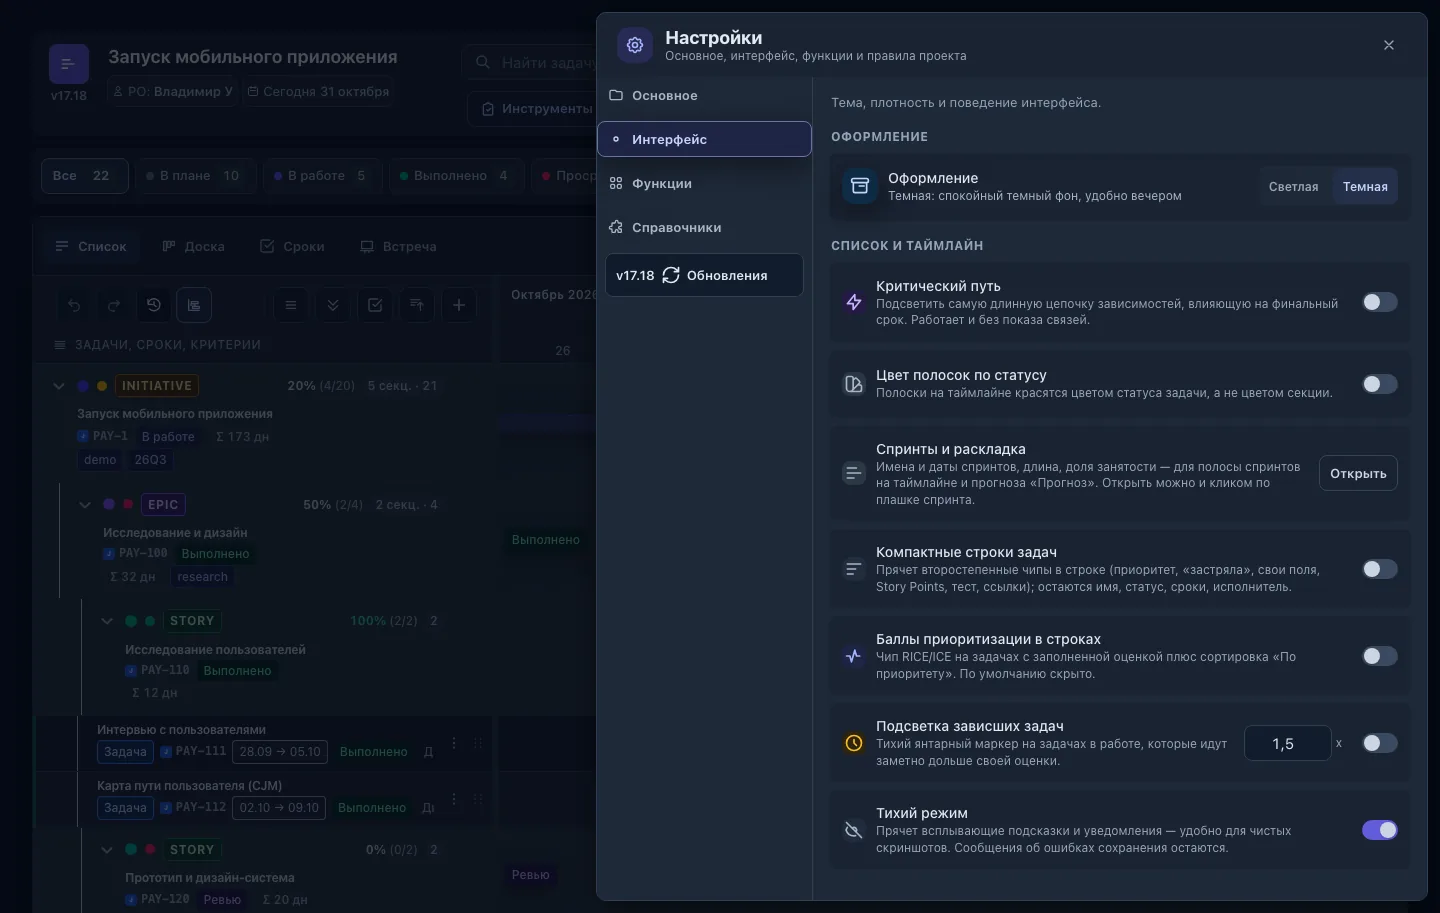 Запуск мобильного приложения
v17.18
РО: Владимир У
Сегодня 31 октября
Найти задачу
Инструменты
Все 22
В плане 10
В работе 5
Выполнено 4
Список
Доска
Сроки
Встреча
Октябрь 2026
26
ЗАДАЧИ, СРОКИ, КРИТЕРИИ
INITIATIVE
20% (4/20) 5 секц. · 21
Запуск мобильного приложения
PAY-1 В работе Σ 173 дн
demo 26Q3
EPIC
50% (2/4) 2 секц. · 4
Исследование и дизайн
PAY-100 Выполнено
Σ 32 дн research
Выполнено
STORY
100% (2/2) 2
Исследование пользователей
PAY-110 Выполнено
Σ 12 дн
Интервью с пользователями
Задача PAY-111 28.09 → 05.10 Выполнено
Карта пути пользователя (CJM)
Задача PAY-112 02.10 → 09.10 Выполнено
STORY
0% (0/2) 2
Прототип и дизайн-система
PAY-120 Ревью Σ 20 дн
Ревью
Настройки
Основное, интерфейс, функции и правила проекта
Основное
Интерфейс
Функции
Справочники
v17.18 Обновления
Тема, плотность и поведение интерфейса.
ОФОРМЛЕНИЕ
Оформление
Темная: спокойный темный фон, удобно вечером
Светлая
Темная
СПИСОК И ТАЙМЛАЙН
Критический путь
Подсветить самую длинную цепочку зависимостей, влияющую на финальный
срок. Работает и без показа связей.
Цвет полосок по статусу
Полоски на таймлайне красятся цветом статуса задачи, а не цветом секции.
Спринты и раскладка
Имена и даты спринтов, длина, доля занятости — для полосы спринтов
на таймлайне и прогноза «Прогноз». Открыть можно и кликом по
плашке спринта.
Открыть
Компактные строки задач
Прячет второстепенные чипы в строке (приоритет, «застряла», свои поля,
Story Points, тест, ссылки); остаются имя, статус, сроки, исполнитель.
Баллы приоритизации в строках
Чип RICE/ICE на задачах с заполненной оценкой плюс сортировка «По
приоритету». По умолчанию скрыто.
Подсветка зависших задач
Тихий янтарный маркер на задачах в работе, которые идут
заметно дольше своей оценки.
1,5 x
Тихий режим
Прячет всплывающие подсказки и уведомления — удобно для чистых
скриншотов. Сообщения об ошибках сохранения остаются.